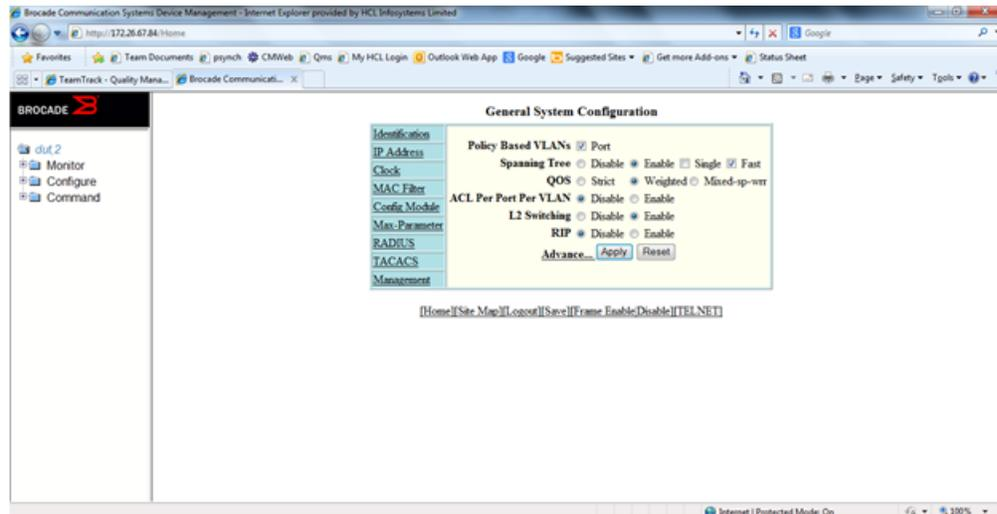 Brocade Communication Systems Device Management - Internet Explorer provided by HCL Infosystems Limited
http://172.26.67.84/Home
Google
Favorites Team Documents psynch CMWeb Qms My HCL Login Outlook Web App Google Suggested Sites Get more Add-ons Status Sheet
TeamTrack - Quality Mana... Brocade Communicati... X
Page Safety Tools
BROCADE
dut,2
Monitor
Configure
Command
General System Configuration
Identification
IP Address
Clock
MAC Filter
Config Module
Max-Parameter
RADIUS
TACACS
Management
Policy Based VLANs Port
Spanning Tree Disable Enable Single Fast
QOS Strict Weighted Mixed-sp-wrr
ACL Per Port Per VLAN Disable Enable
L2 Switching Disable Enable
RIP Disable Enable
Advance... Apply Reset
[Home][Site Map][Logout][Save][Frame Enable|Disable][TELNET]
Internet | Protected Mode: On
100%